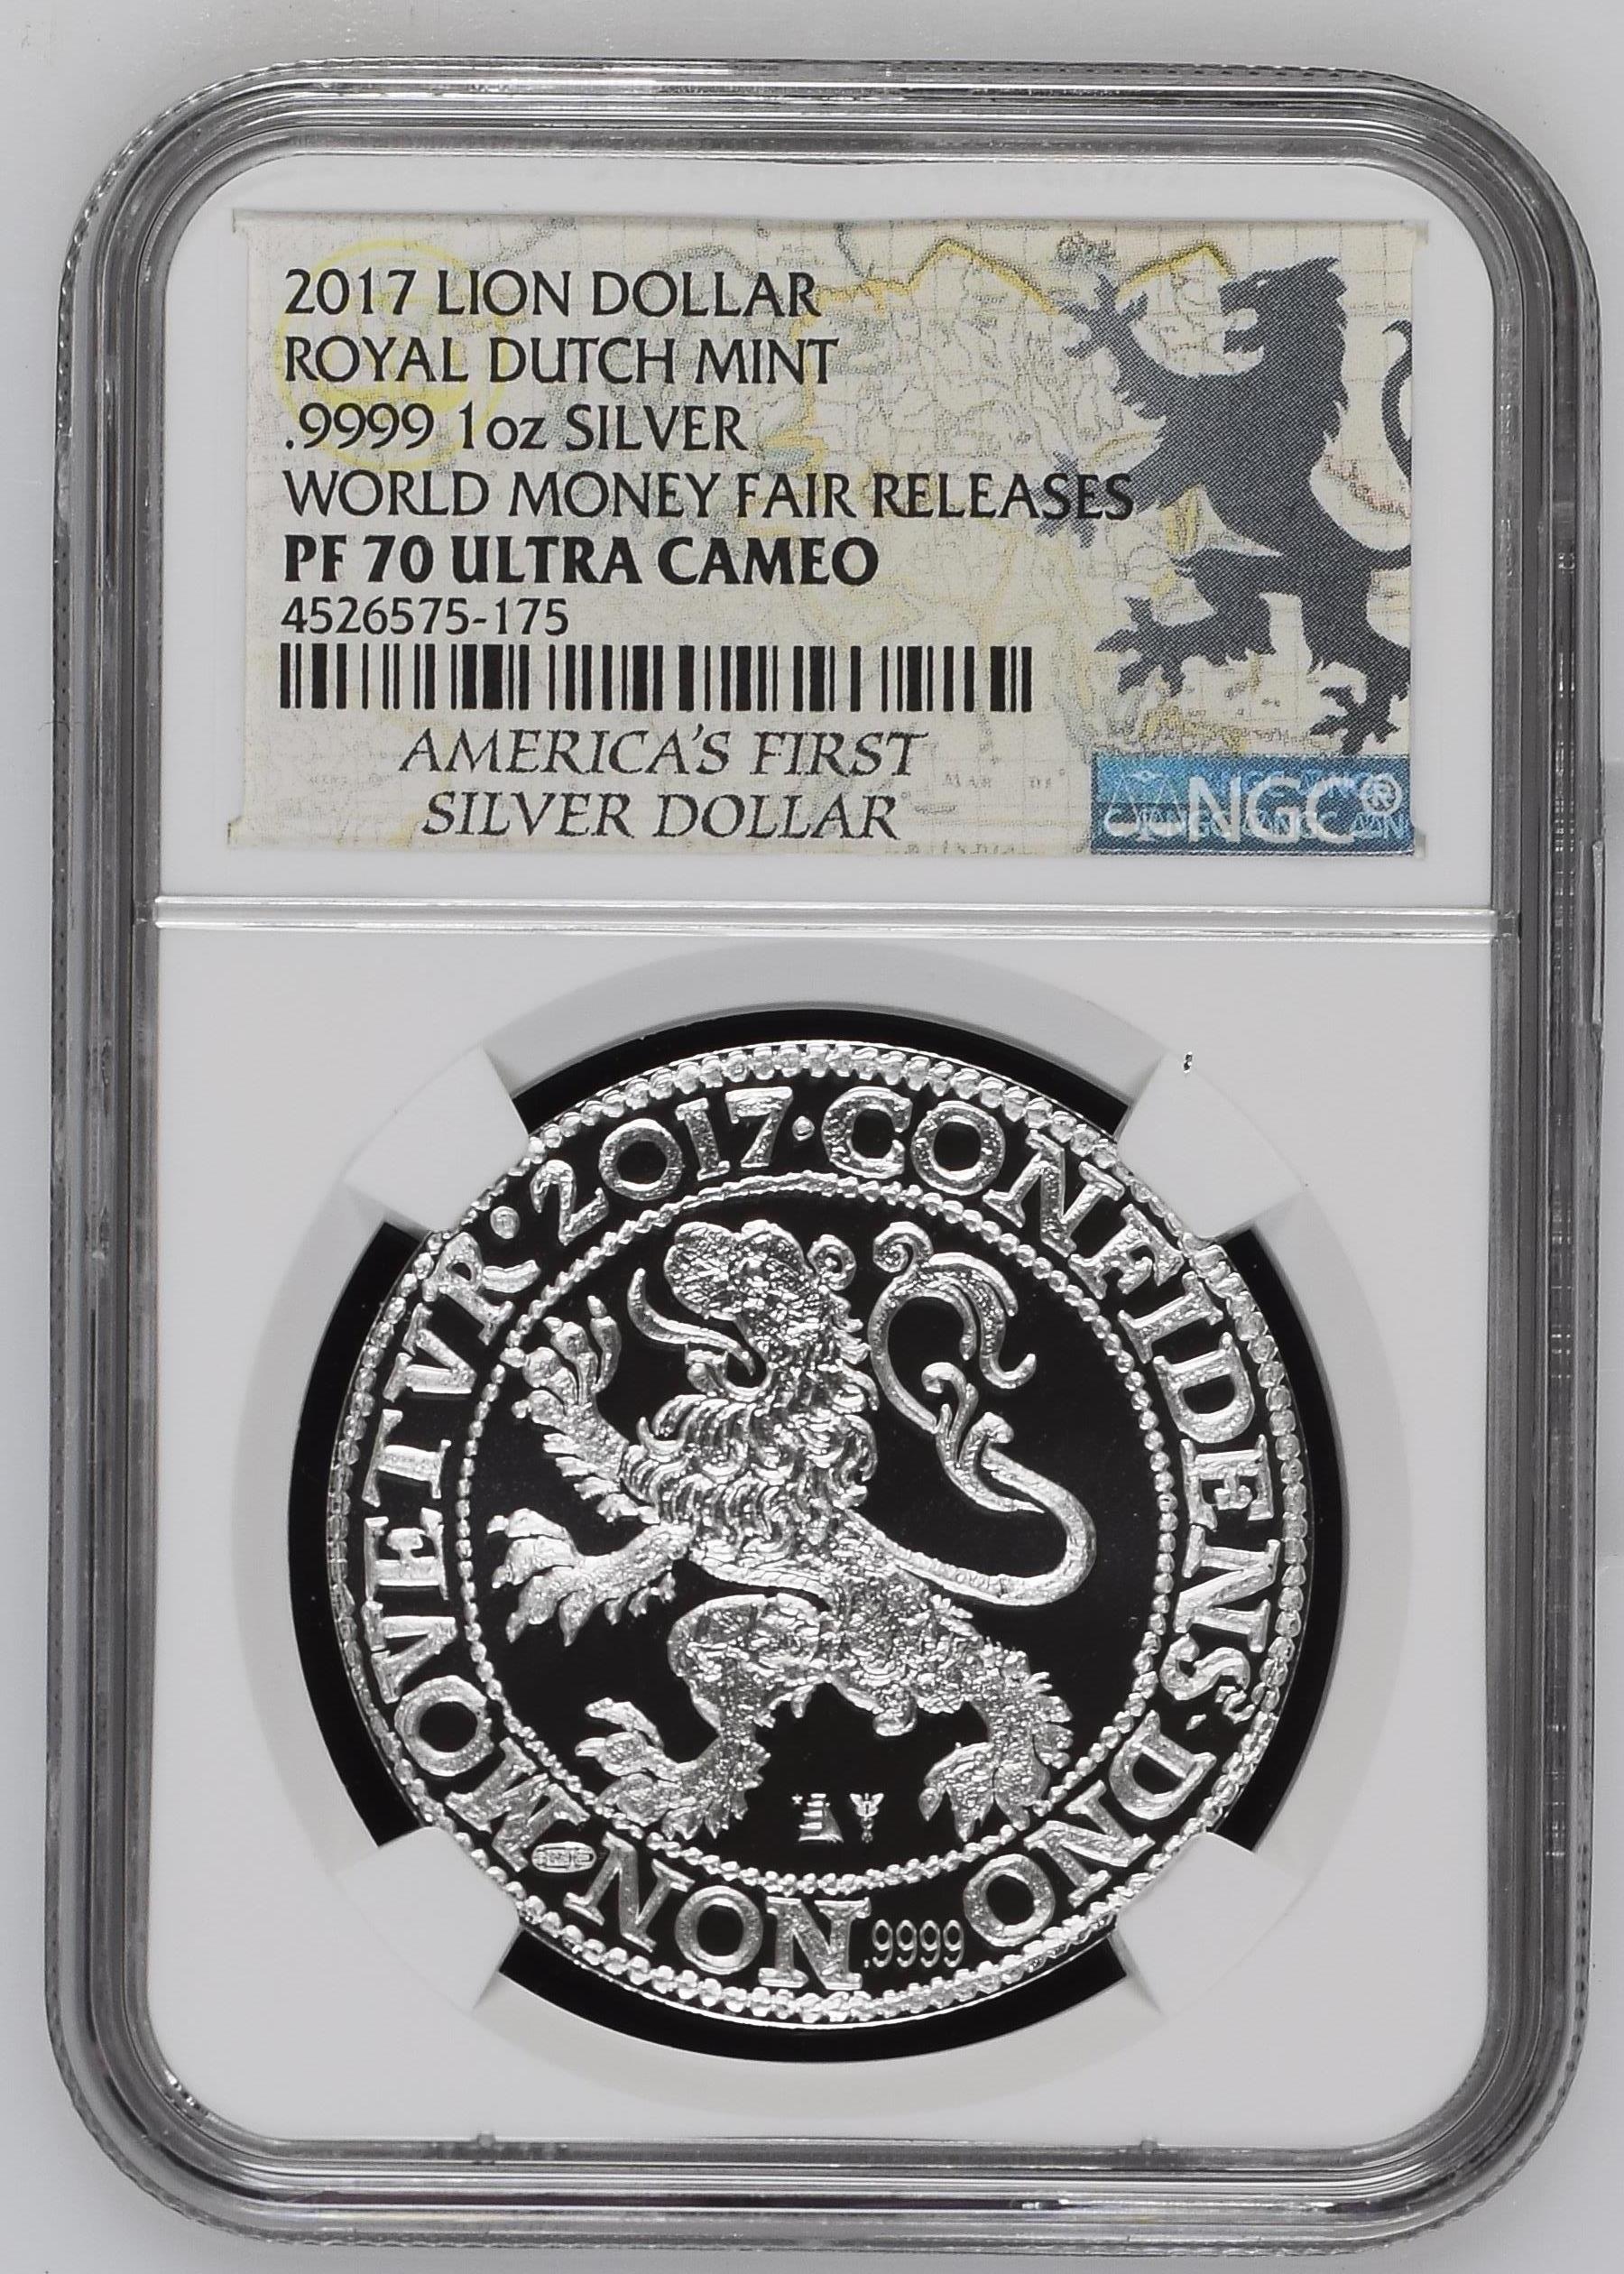 2017 LION DOLLAR
ROYAL DUTCH MINT
.9999 1oz SILVER
WORLD MONEY FAIR RELEASES
PF 70 ULTRA CAMEO
4526575-175
AMERICA'S FIRST
SILVER DOLLAR
NGC®
2017·CONFIDENS·DNO
NON·MOVETVR·
.9999